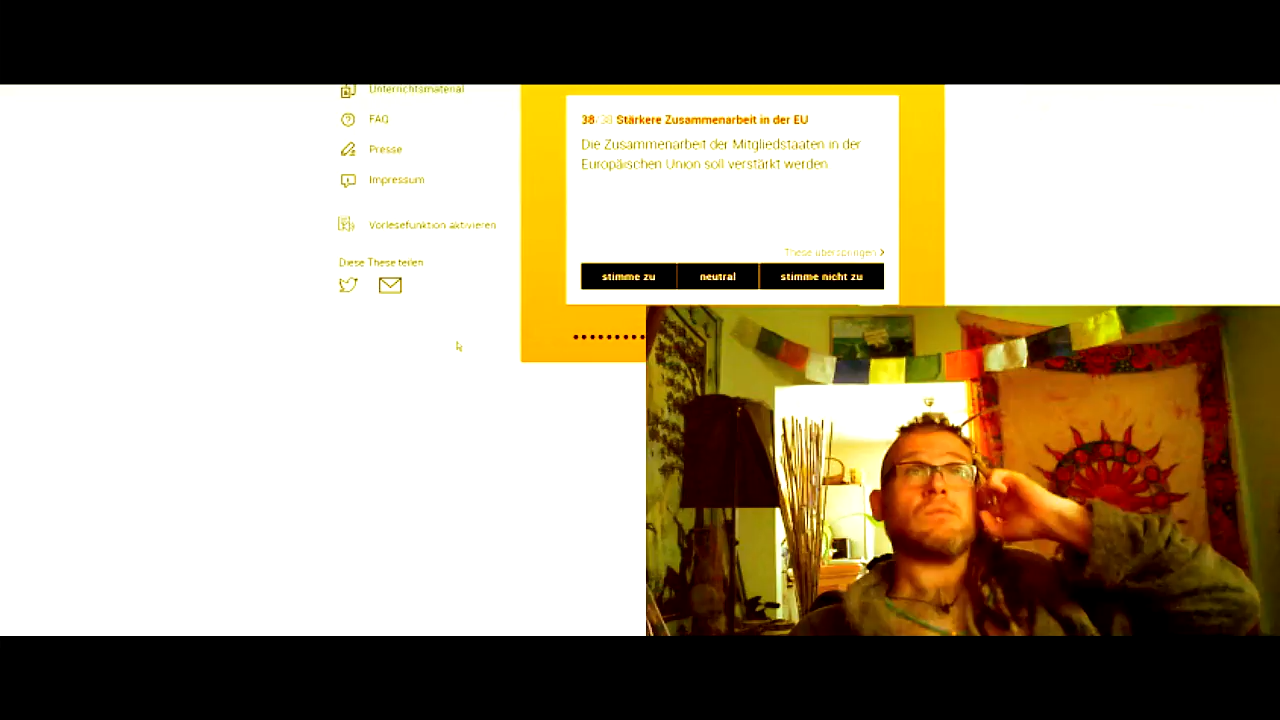 Unterrichtsmaterial
FAQ
Presse
Impressum
Vorlesefunktion aktivieren
Diese These teilen
38/38 Stärkere Zusammenarbeit in der EU
Die Zusammenarbeit der Mitgliedstaaten in der
Europäischen Union soll verstärkt werden
These überspringen
stimme zu
neutral
stimme nicht zu